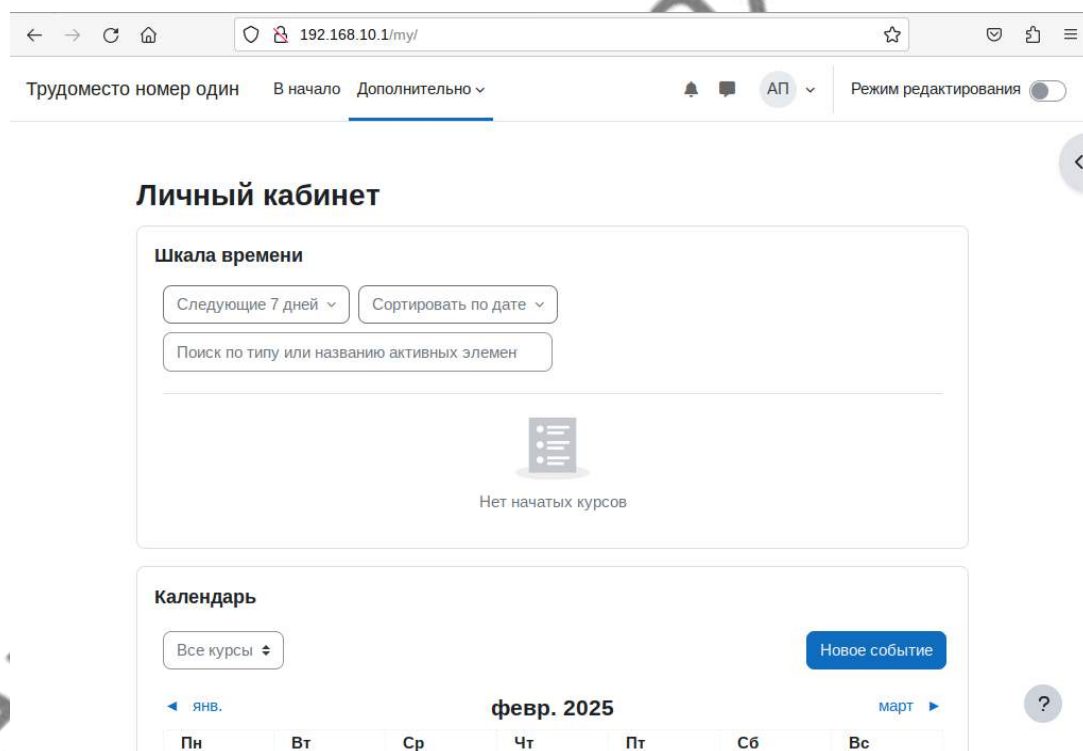 192.168.10.1/my/
Трудоместо номер один В начало Дополнительно АП Режим редактирования
Личный кабинет
Шкала времени
Следующие 7 дней Сортировать по дате
Поиск по типу или названию активных элемен
Нет начатых курсов
Календарь
Все курсы Новое событие
янв. февр. 2025 март
?
Пн Вт Ср Чт Пт Сб Вс